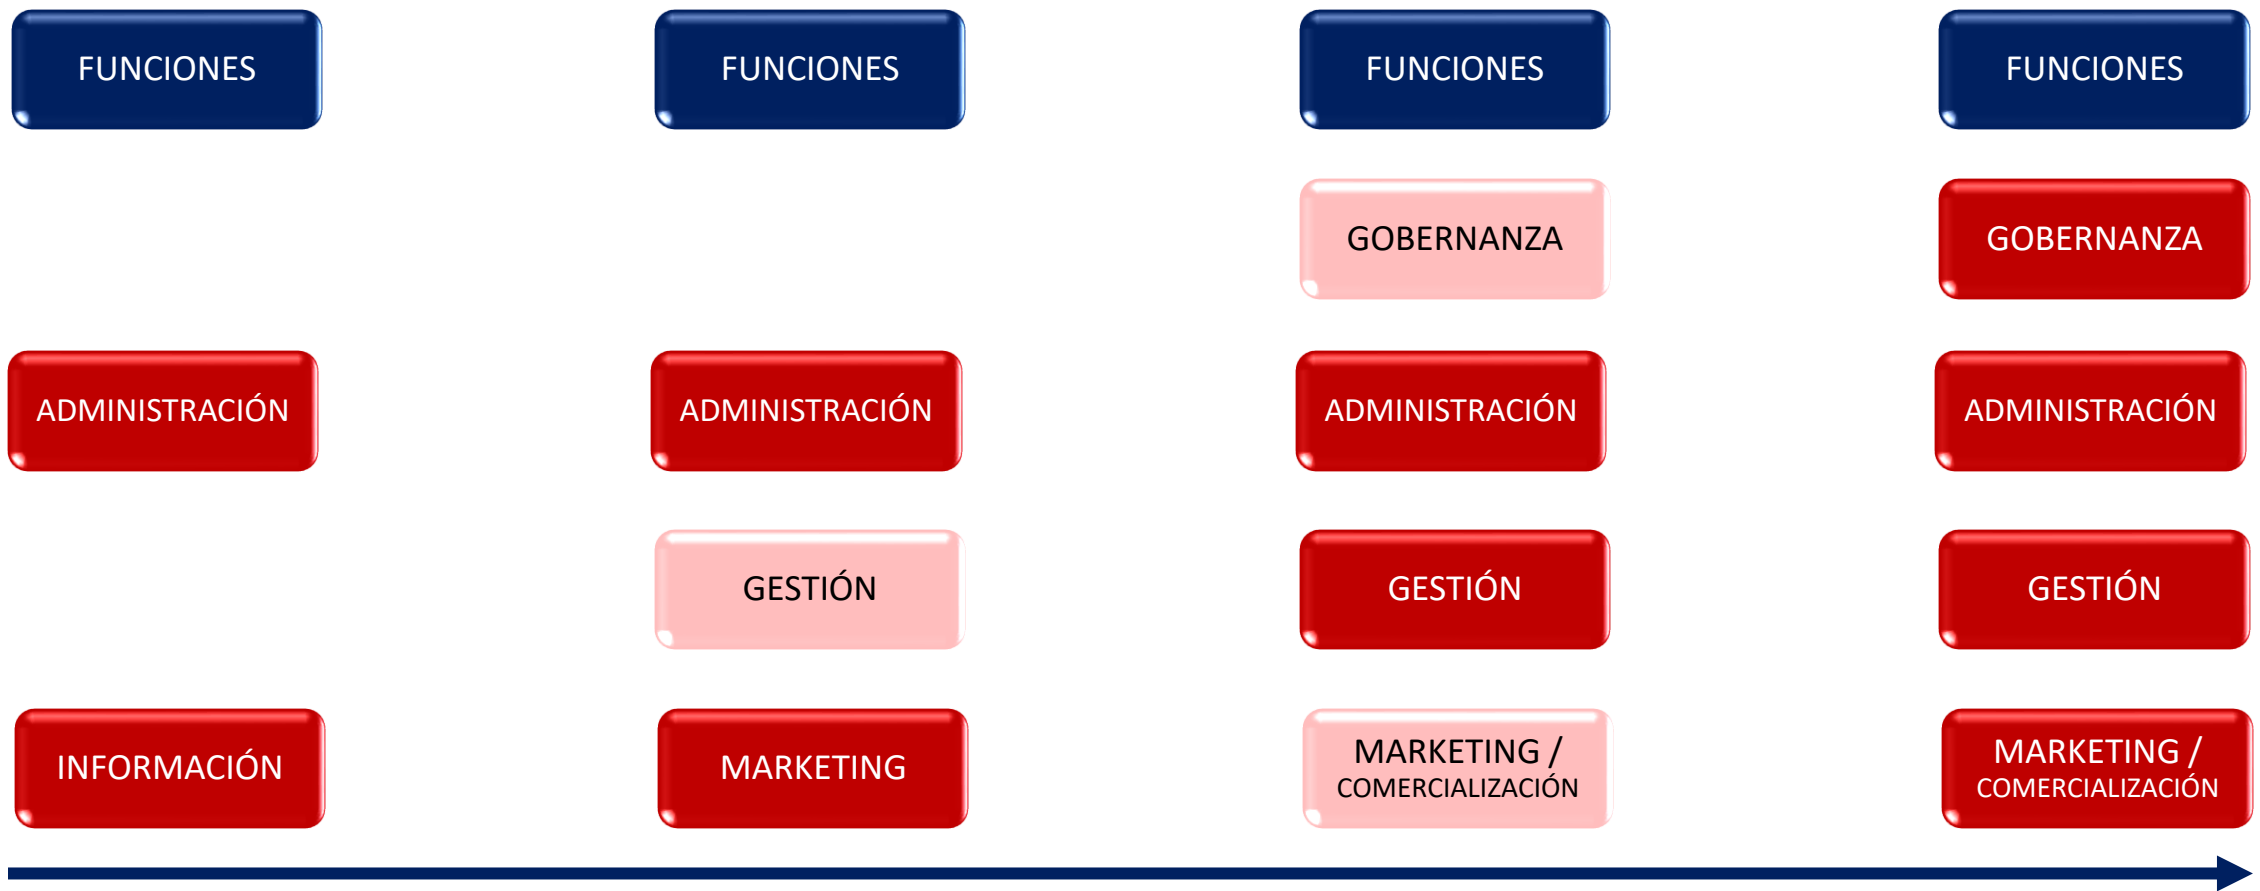 FUNCIONES
FUNCIONES
FUNCIONES
FUNCIONES
GOBERNANZA
GOBERNANZA
ADMINISTRACIÓN
ADMINISTRACIÓN
ADMINISTRACIÓN
ADMINISTRACIÓN
GESTIÓN
GESTIÓN
GESTIÓN
INFORMACIÓN
MARKETING
MARKETING /
COMERCIALIZACIÓN
MARKETING /
COMERCIALIZACIÓN